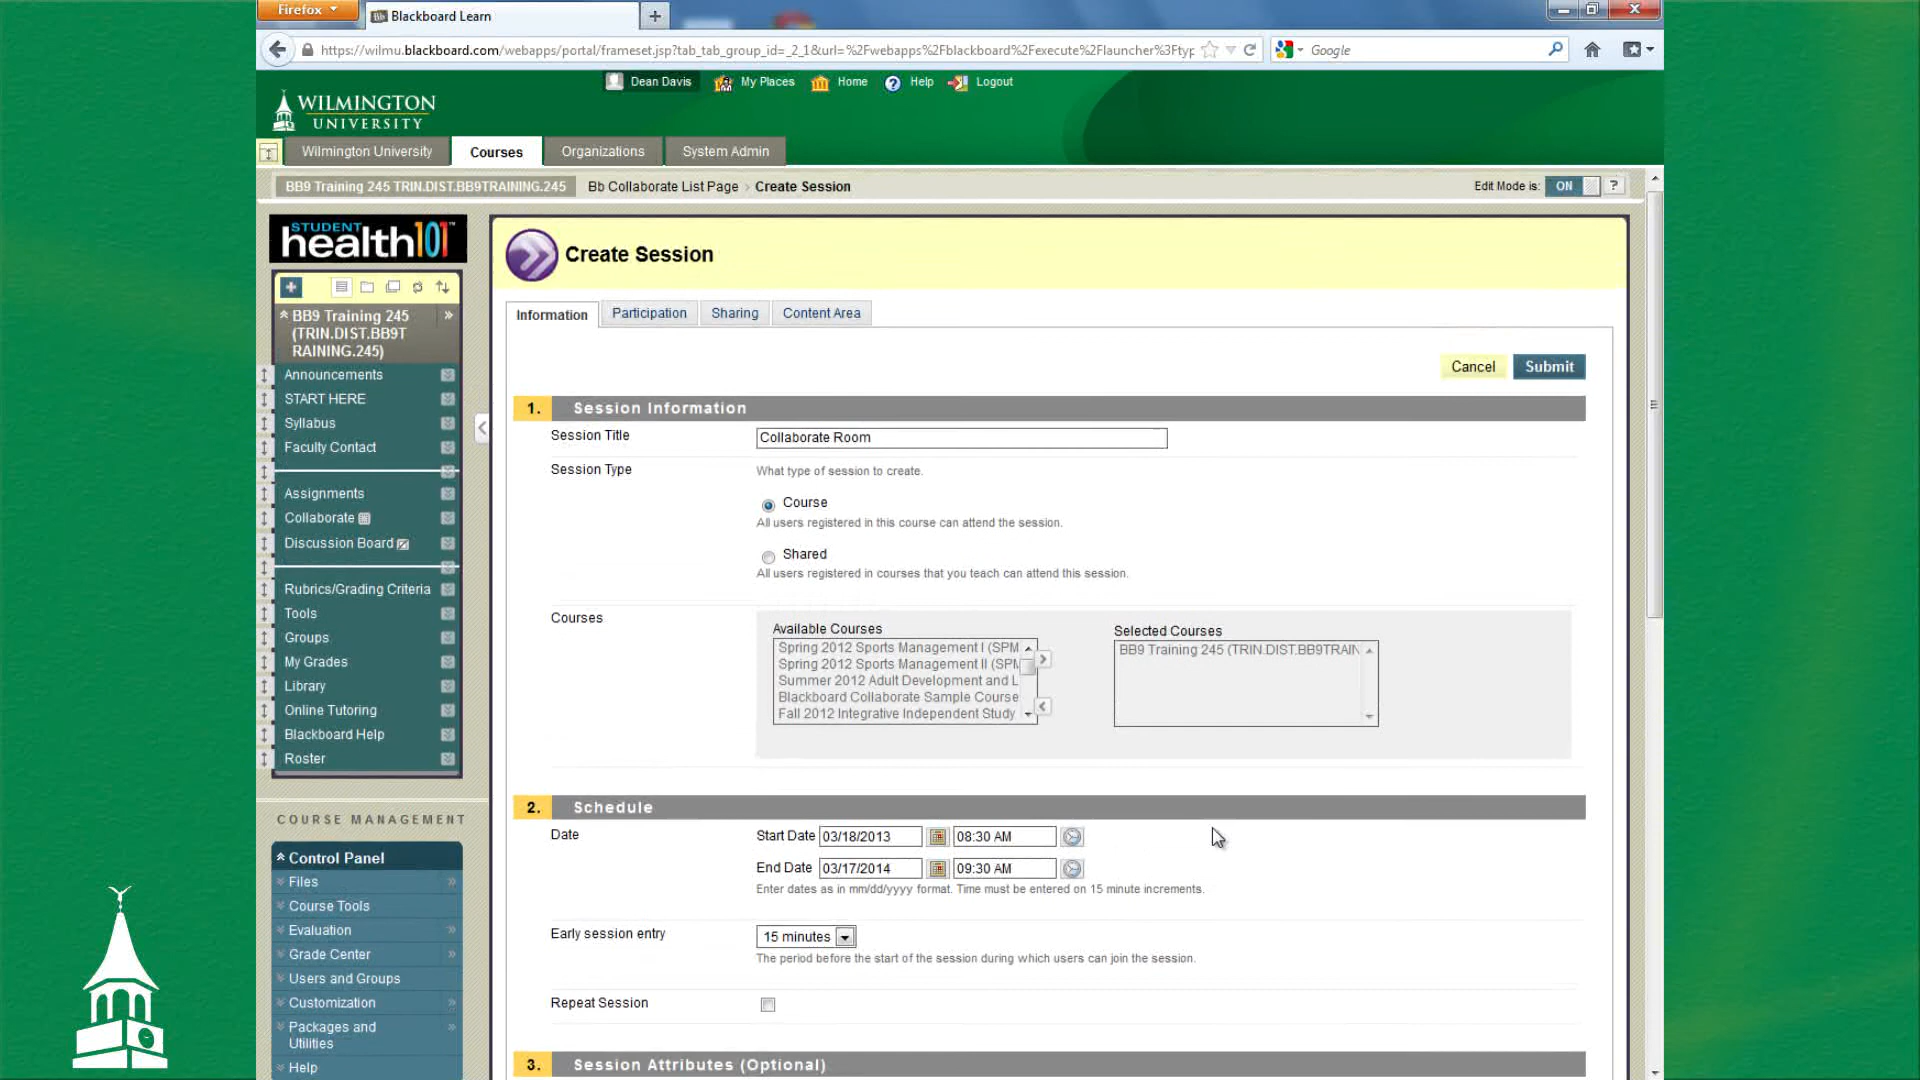 Firefox
Blackboard Learn
https://wilmu.blackboard.com/webapps/portal/frameset.jsp?tab_tab_group_id=_2_1&url=%2Fwebapps%2Fblackboard%2Fexecute%2Flauncher%3Ftyp
Google
Dean Davis
My Places
Home
Help
Logout
WILMINGTON
UNIVERSITY
Wilmington University
Courses
Organizations
System Admin
BB9 Training 245 TRIN.DIST.BB9TRAINING.245
Bb Collaborate List Page
Create Session
Edit Mode is:
ON
?
STUDENT
health101
BB9 Training 245
(TRIN.DIST.BB9T
RAINING.245)
Announcements
START HERE
Syllabus
Faculty Contact
Assignments
Collaborate
Discussion Board
Rubrics/Grading Criteria
Tools
Groups
My Grades
Library
Online Tutoring
Blackboard Help
Roster
COURSE MANAGEMENT
Control Panel
Files
Course Tools
Evaluation
Grade Center
Users and Groups
Customization
Packages and
Utilities
Help
Create Session
Information
Participation
Sharing
Content Area
Cancel
Submit
1. Session Information
Session Title
Collaborate Room
Session Type
What type of session to create.
Course
All users registered in this course can attend the session.
Shared
All users registered in courses that you teach can attend this session.
Courses
Available Courses
Spring 2012 Sports Management I (SPM
Spring 2012 Sports Management II (SPM
Summer 2012 Adult Development and L
Blackboard Collaborate Sample Course
Fall 2012 Integrative Independent Study
Selected Courses
BB9 Training 245 (TRIN.DIST.BB9TRAIN
2. Schedule
Date
Start Date 03/18/2013 08:30 AM
End Date 03/17/2014 09:30 AM
Enter dates as in mm/dd/yyyy format. Time must be entered on 15 minute increments.
Early session entry
15 minutes
The period before the start of the session during which users can join the session.
Repeat Session
3. Session Attributes (Optional)